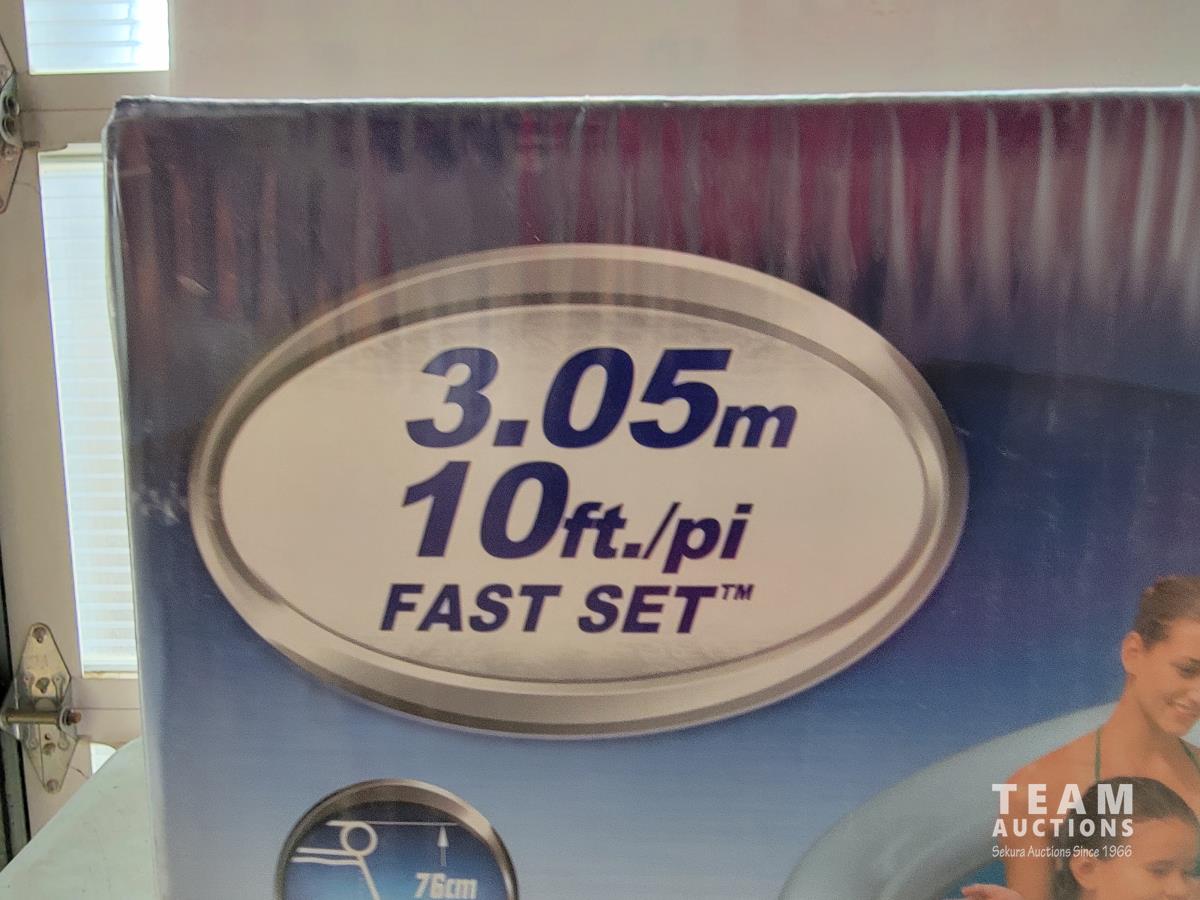 3.05m
10ft./pi
FAST SET™
76cm
TEAM
AUCTIONS
Sekura Auctions Since 1966